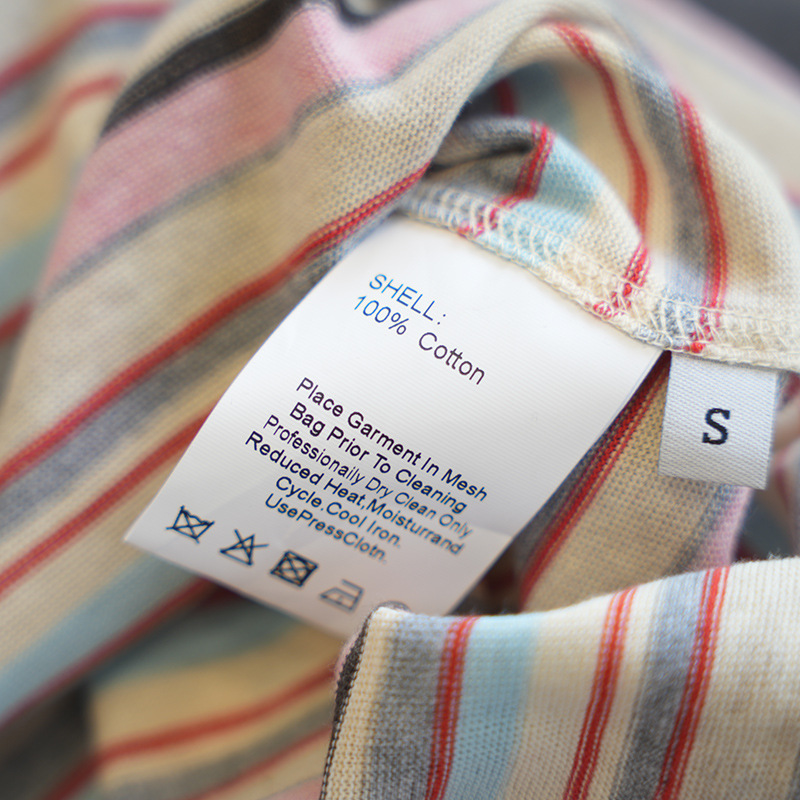 SHELL:
100% Cotton
Place Garment In Mesh
Bag Prior To Cleaning
Professionally Dry Clean Only
Reduced Heat,Moisturrand
Cycle.Cool Iron.
UsePressClotn.
S